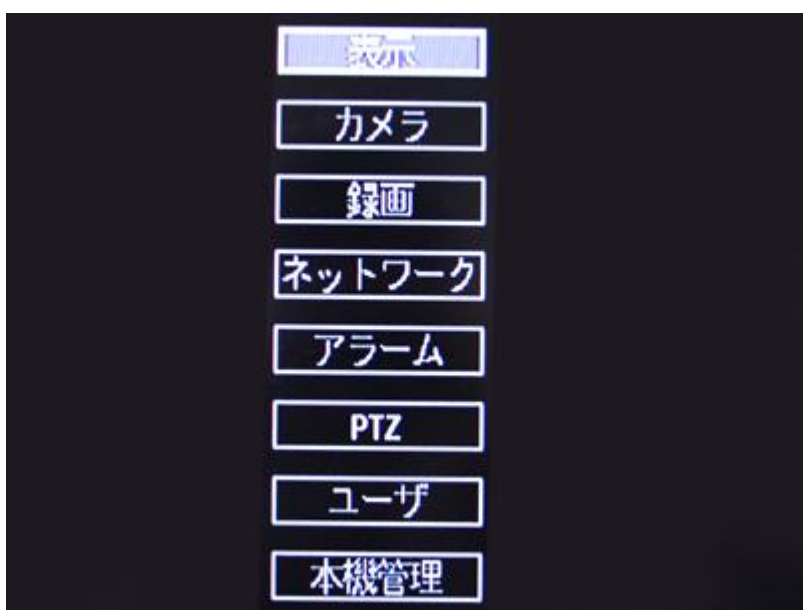 表示
カメラ
録画
ネットワーク
アラーム
PTZ
ユーザ
本機管理